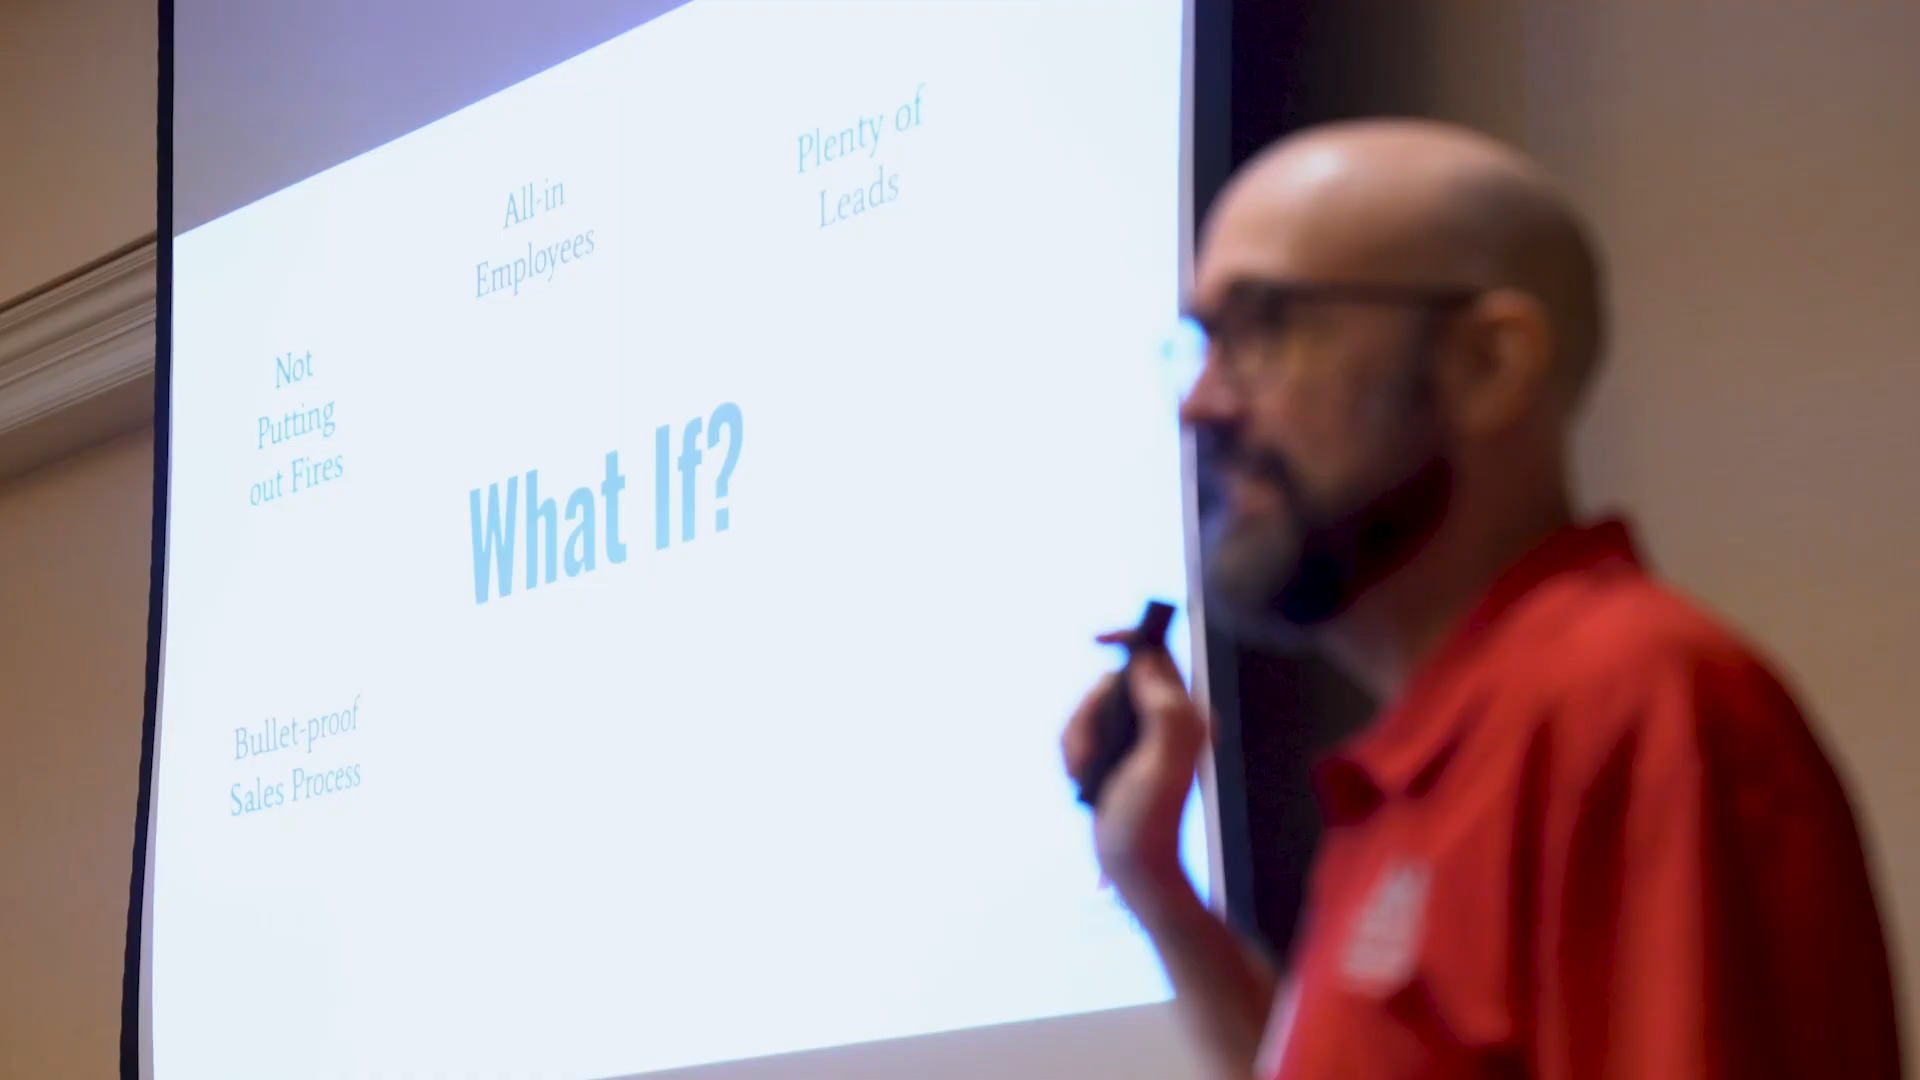 Plenty of
Leads
All-in
Employees
Not
Putting
out Fires
What If?
Bullet-proof
Sales Process